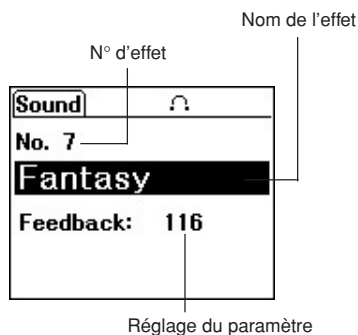 Nom de l'effet
N° d'effet
Sound
No. 7
Fantasy
Feedback: 116
Réglage du paramètre